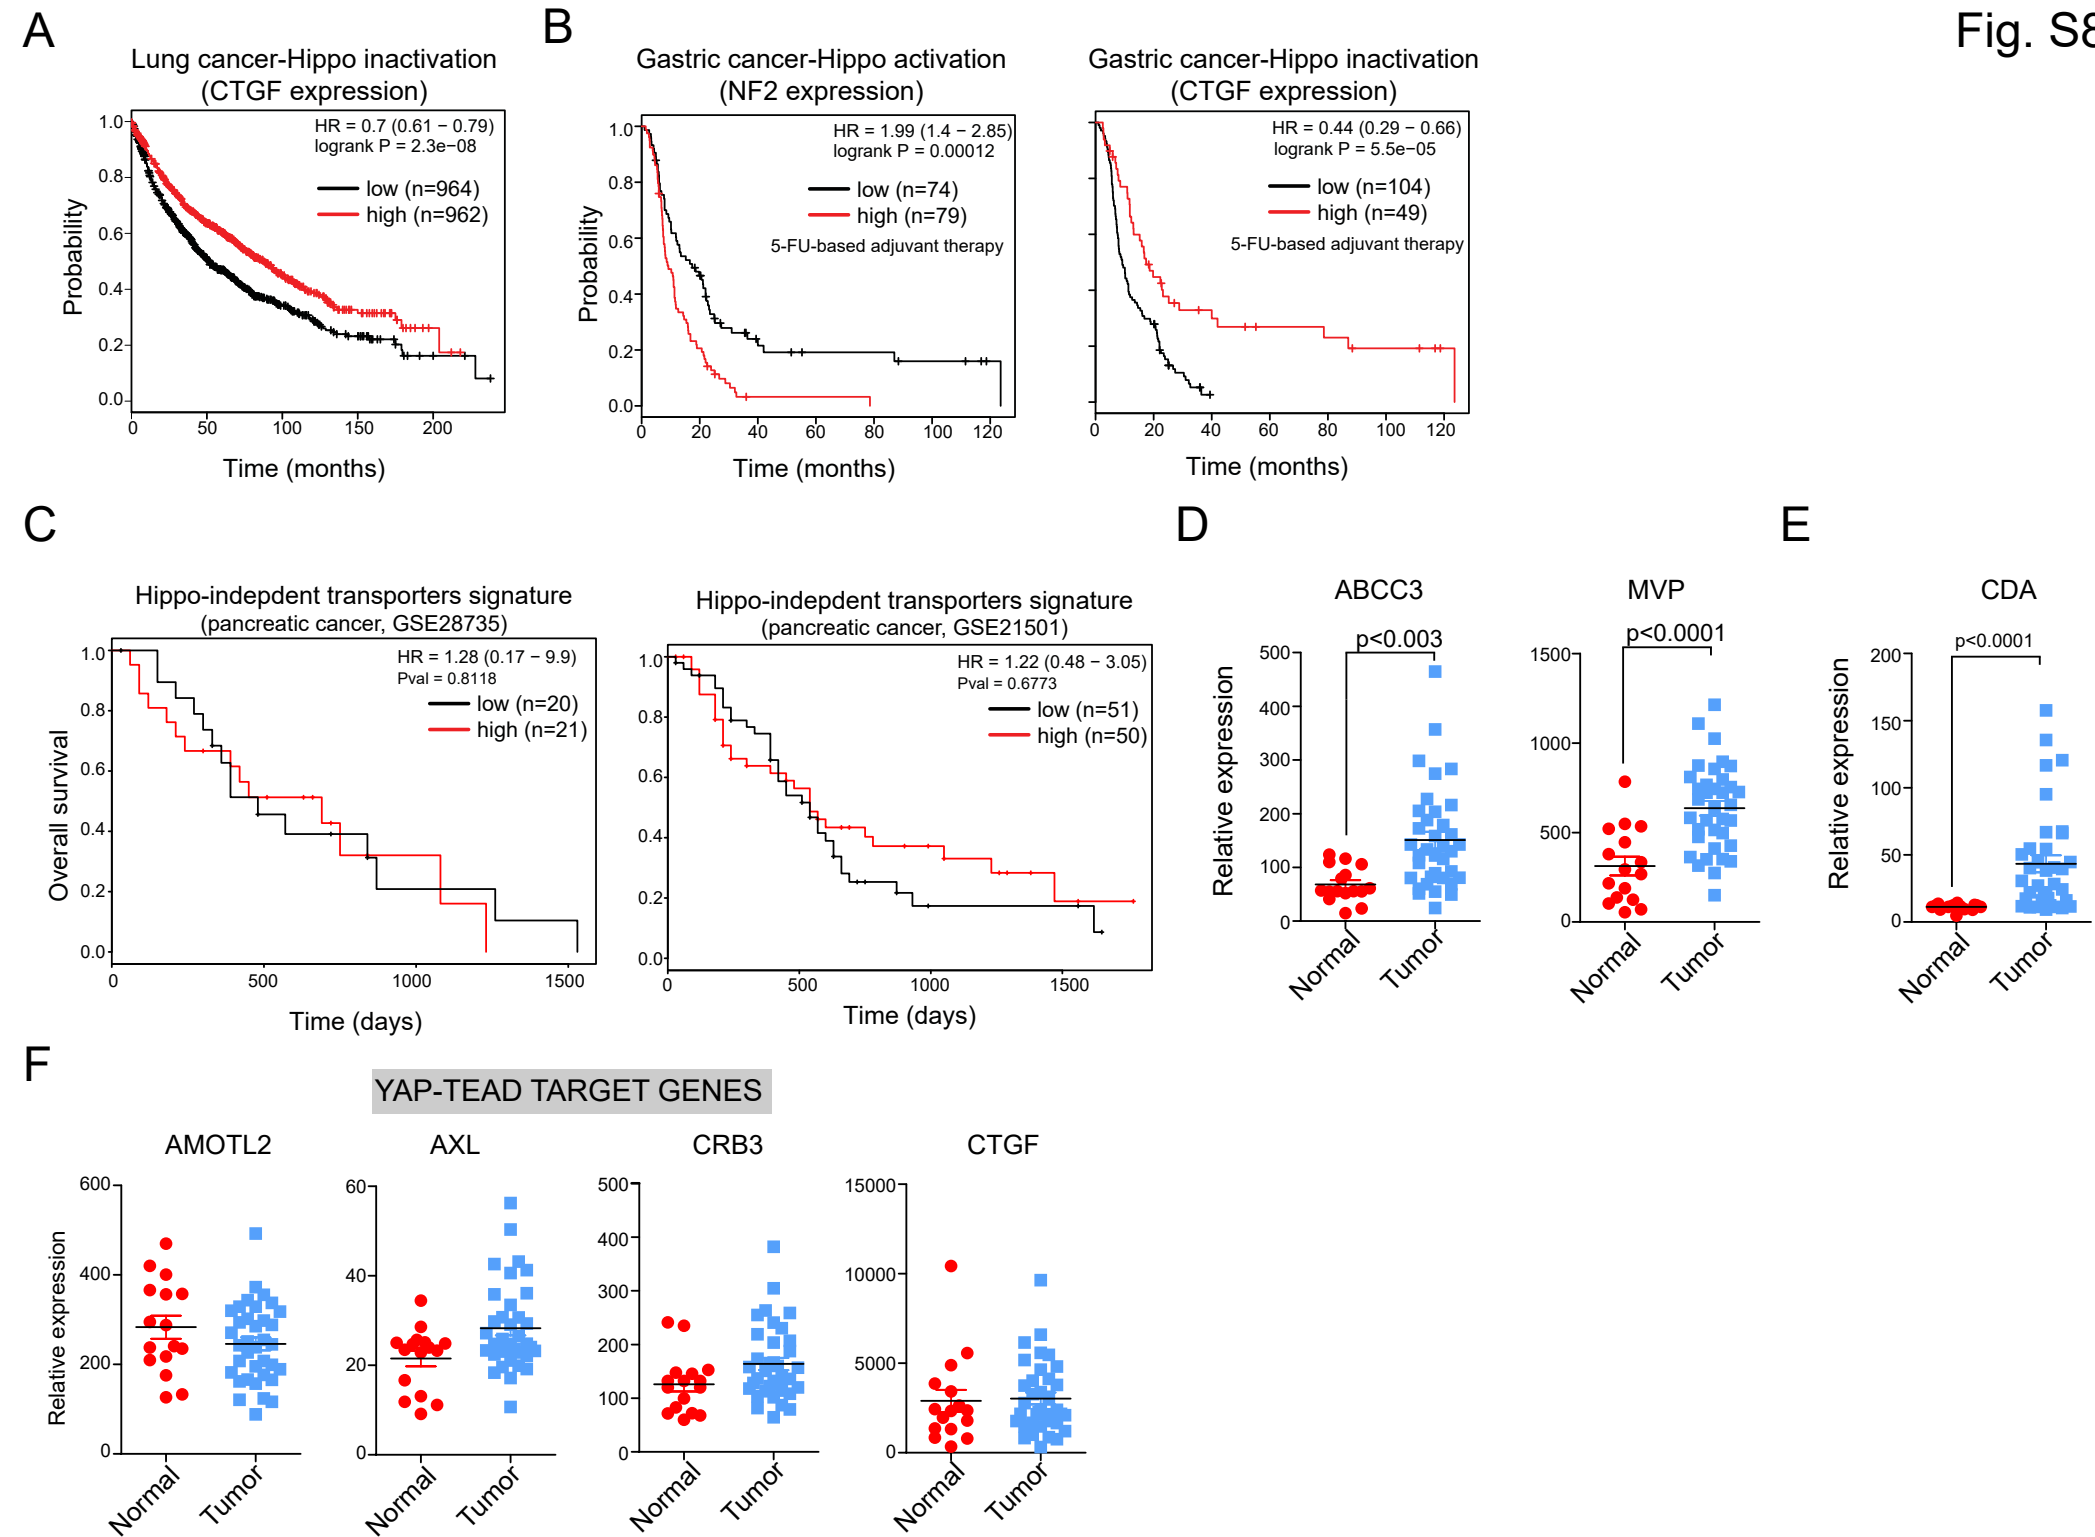 Fig. S8
A
Lung cancer-Hippo inactivation
(CTGF expression)
HR = 0.7 (0.61 − 0.79)
logrank P = 2.3e−08
low (n=964)
high (n=962)
Probability
1.0
0.8
0.6
0.4
0.2
0.0
0 50 100 150 200
Time (months)
B
Gastric cancer-Hippo activation
(NF2 expression)
HR = 1.99 (1.4 − 2.85)
logrank P = 0.00012
low (n=74)
high (n=79)
5-FU-based adjuvant therapy
Probability
1.0
0.8
0.6
0.4
0.2
0.0
0 20 40 60 80 100 120
Time (months)
Gastric cancer-Hippo inactivation
(CTGF expression)
HR = 0.44 (0.29 − 0.66)
logrank P = 5.5e−05
low (n=104)
high (n=49)
5-FU-based adjuvant therapy
0 20 40 60 80 100 120
Time (months)
C
Hippo-indepdent transporters signature
(pancreatic cancer, GSE28735)
HR = 1.28 (0.17 − 9.9)
Pval = 0.8118
low (n=20)
high (n=21)
Overall survival
1.0
0.8
0.6
0.4
0.2
0.0
0 500 1000 1500
Time (days)
Hippo-indepdent transporters signature
(pancreatic cancer, GSE21501)
HR = 1.22 (0.48 − 3.05)
Pval = 0.6773
low (n=51)
high (n=50)
1.0
0.8
0.6
0.4
0.2
0.0
0 500 1000 1500
Time (days)
D
ABCC3
p<0.003
Relative expression
500
400
300
200
100
0
Normal
Tumor
MVP
p<0.0001
1500
1000
500
0
Normal
Tumor
E
CDA
p<0.0001
Relative expression
200
150
100
50
0
Normal
Tumor
F
YAP-TEAD TARGET GENES
AMOTL2
Relative expression
600
400
200
0
Normal
Tumor
AXL
60
40
20
0
Normal
Tumor
CRB3
500
400
300
200
100
0
Normal
Tumor
CTGF
15000
10000
5000
0
Normal
Tumor